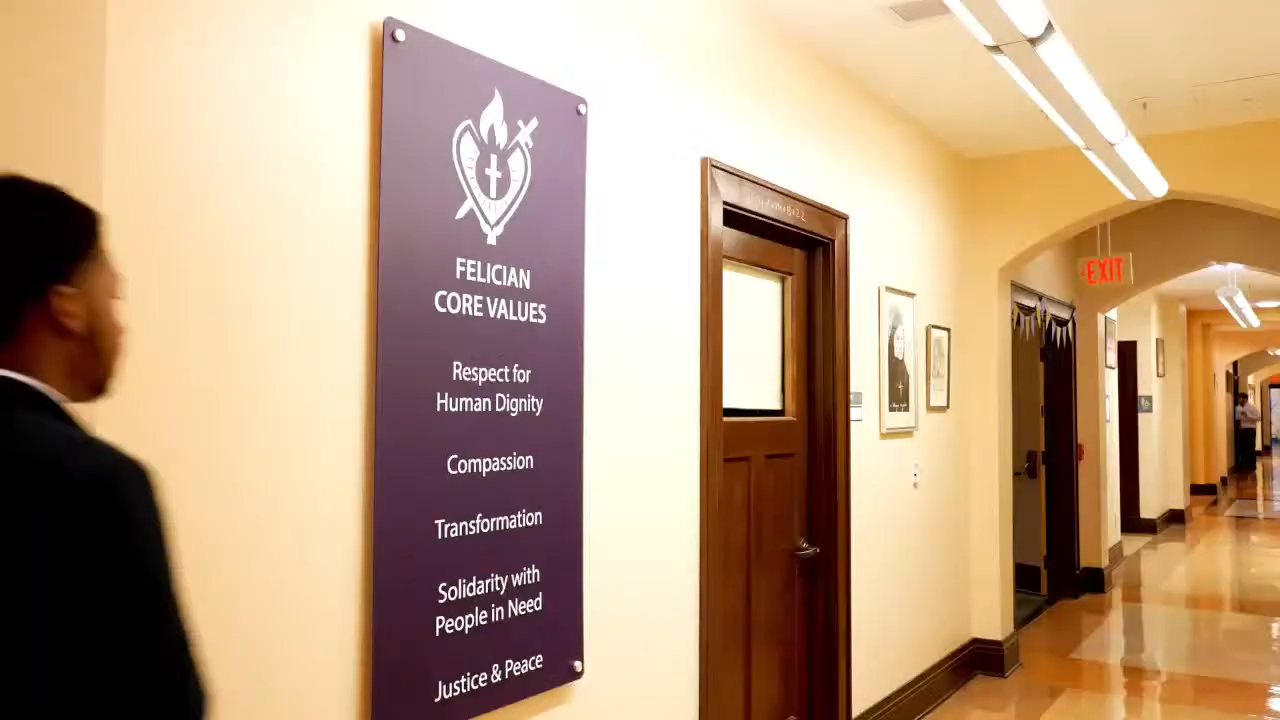 FELICIAN
CORE VALUES
Respect for
Human Dignity
Compassion
Transformation
Solidarity with
People in Need
Justice & Peace
EXIT